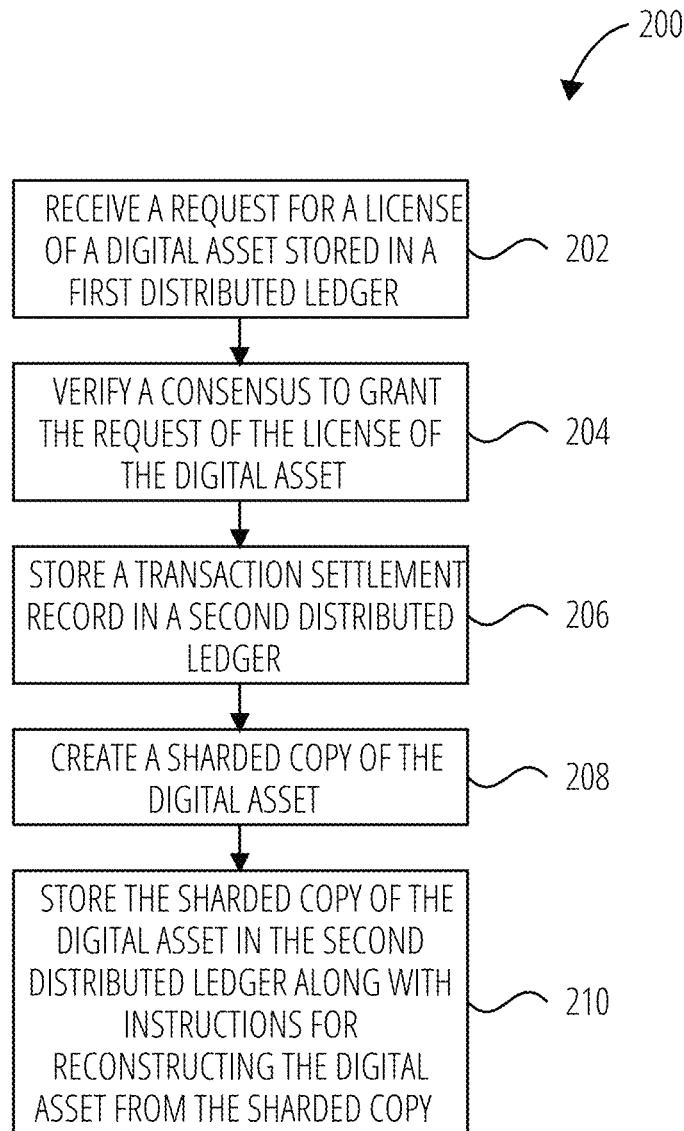 200
RECEIVE A REQUEST FOR A LICENSE
OF A DIGITAL ASSET STORED IN A
FIRST DISTRIBUTED LEDGER
202
VERIFY A CONSENSUS TO GRANT
THE REQUEST OF THE LICENSE OF
THE DIGITAL ASSET
204
STORE A TRANSACTION SETTLEMENT
RECORD IN A SECOND DISTRIBUTED
LEDGER
206
CREATE A SHARDED COPY OF THE
DIGITAL ASSET
208
STORE THE SHARDED COPY OF THE
DIGITAL ASSET IN THE SECOND
DISTRIBUTED LEDGER ALONG WITH
INSTRUCTIONS FOR
RECONSTRUCTING THE DIGITAL
ASSET FROM THE SHARDED COPY
210